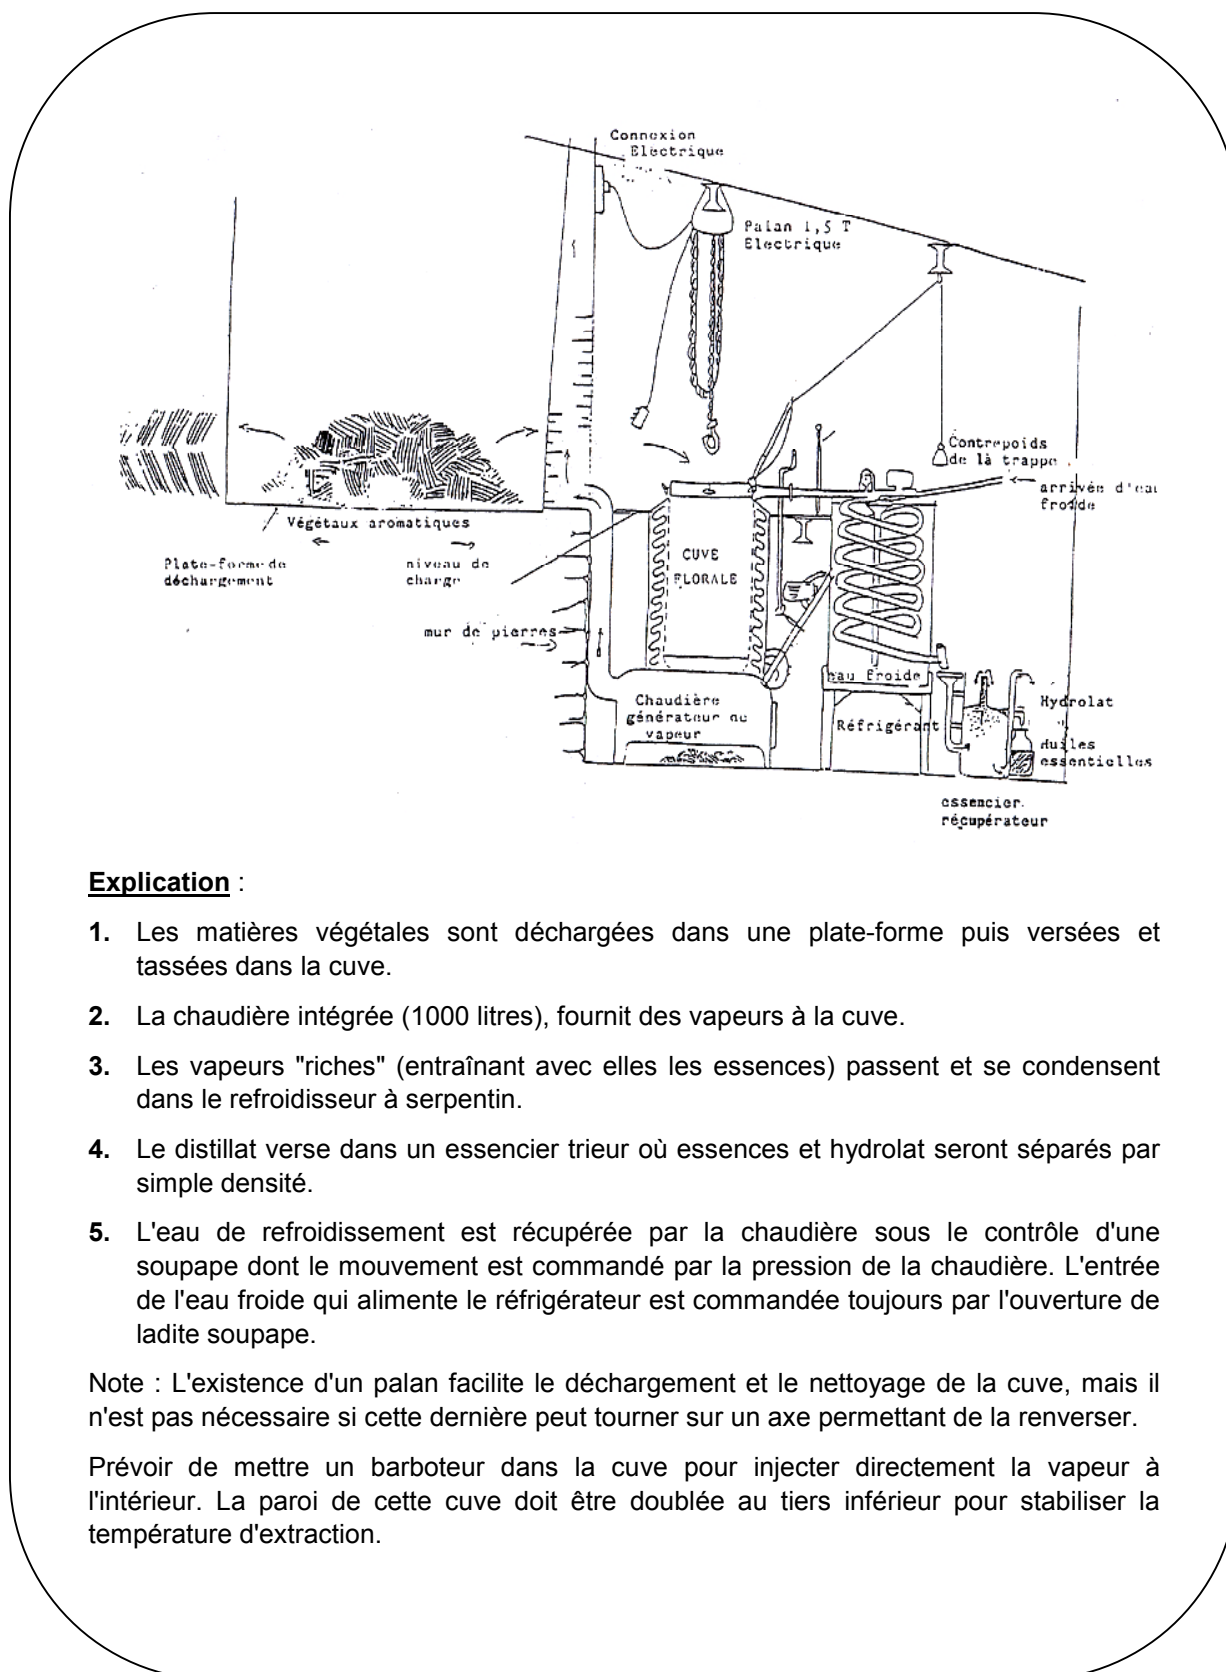 Connexion
Electrique
Palan 1,5 T
Electrique
Contrepoids
de la trappe
arrivée d'eau
froide
Végétaux aromatiques
Plate-forme de
déchargement
niveau de
charge
CUVE
FLORALE
mur de pierres
eau froide
Chaudière
générateur de
vapeur
Réfrigérant
Hydrolat
Huiles
essentielles
essencier
récupérateur
Explication :
1. Les matières végétales sont déchargées dans une plate-forme puis versées et
tassées dans la cuve.
2. La chaudière intégrée (1000 litres), fournit des vapeurs à la cuve.
3. Les vapeurs "riches" (entraînant avec elles les essences) passent et se condensent
dans le refroidisseur à serpentin.
4. Le distillat verse dans un essencier trieur où essences et hydrolat seront séparés par
simple densité.
5. L'eau de refroidissement est récupérée par la chaudière sous le contrôle d'une
soupape dont le mouvement est commandé par la pression de la chaudière. L'entrée
de l'eau froide qui alimente le réfrigérateur est commandée toujours par l'ouverture de
ladite soupape.
Note : L'existence d'un palan facilite le déchargement et le nettoyage de la cuve, mais il
n'est pas nécessaire si cette dernière peut tourner sur un axe permettant de la renverser.
Prévoir de mettre un barboteur dans la cuve pour injecter directement la vapeur à
l'intérieur. La paroi de cette cuve doit être doublée au tiers inférieur pour stabiliser la
température d'extraction.